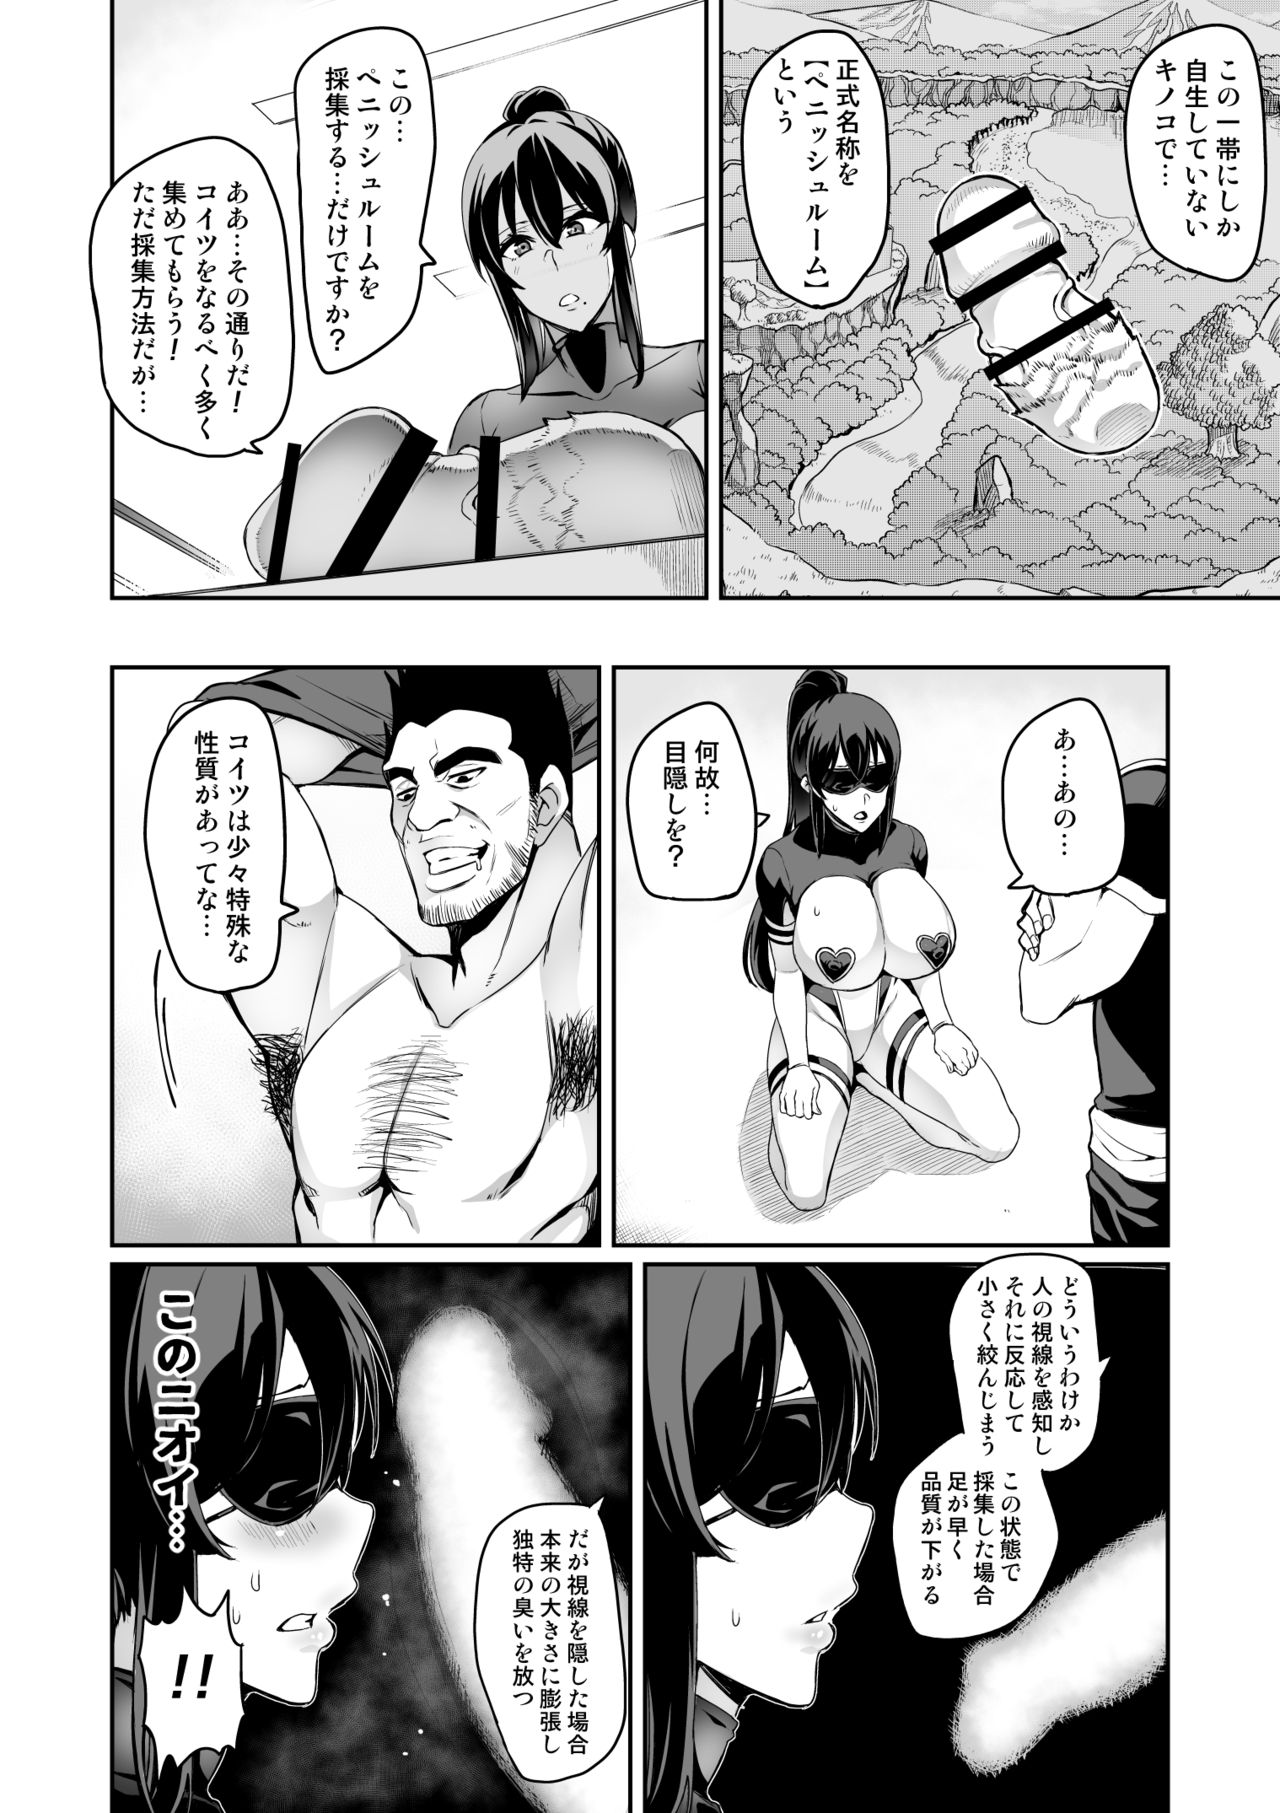 この一帯にしか
自生していない
キノコで…
正式名称を
【ペニッシュルーム】
という
この…
ペニッシュルームを
採集する…だけですか？
ああ…その通りだ！
コイツをなるべく多く
集めてもらう！
ただ採集方法だが…
あ…あの…
何故…
目隠しを？
コイツは少々特殊な
性質があってな…
どういうわけか
人の視線を感知し
それに反応して
小さく絞んじまう
この状態で
採集した場合
足が早く
品質が下がる
だが視線を隠した場合
本来の大きさに膨張し
独特の臭いを放つ
このニオイ…
!!